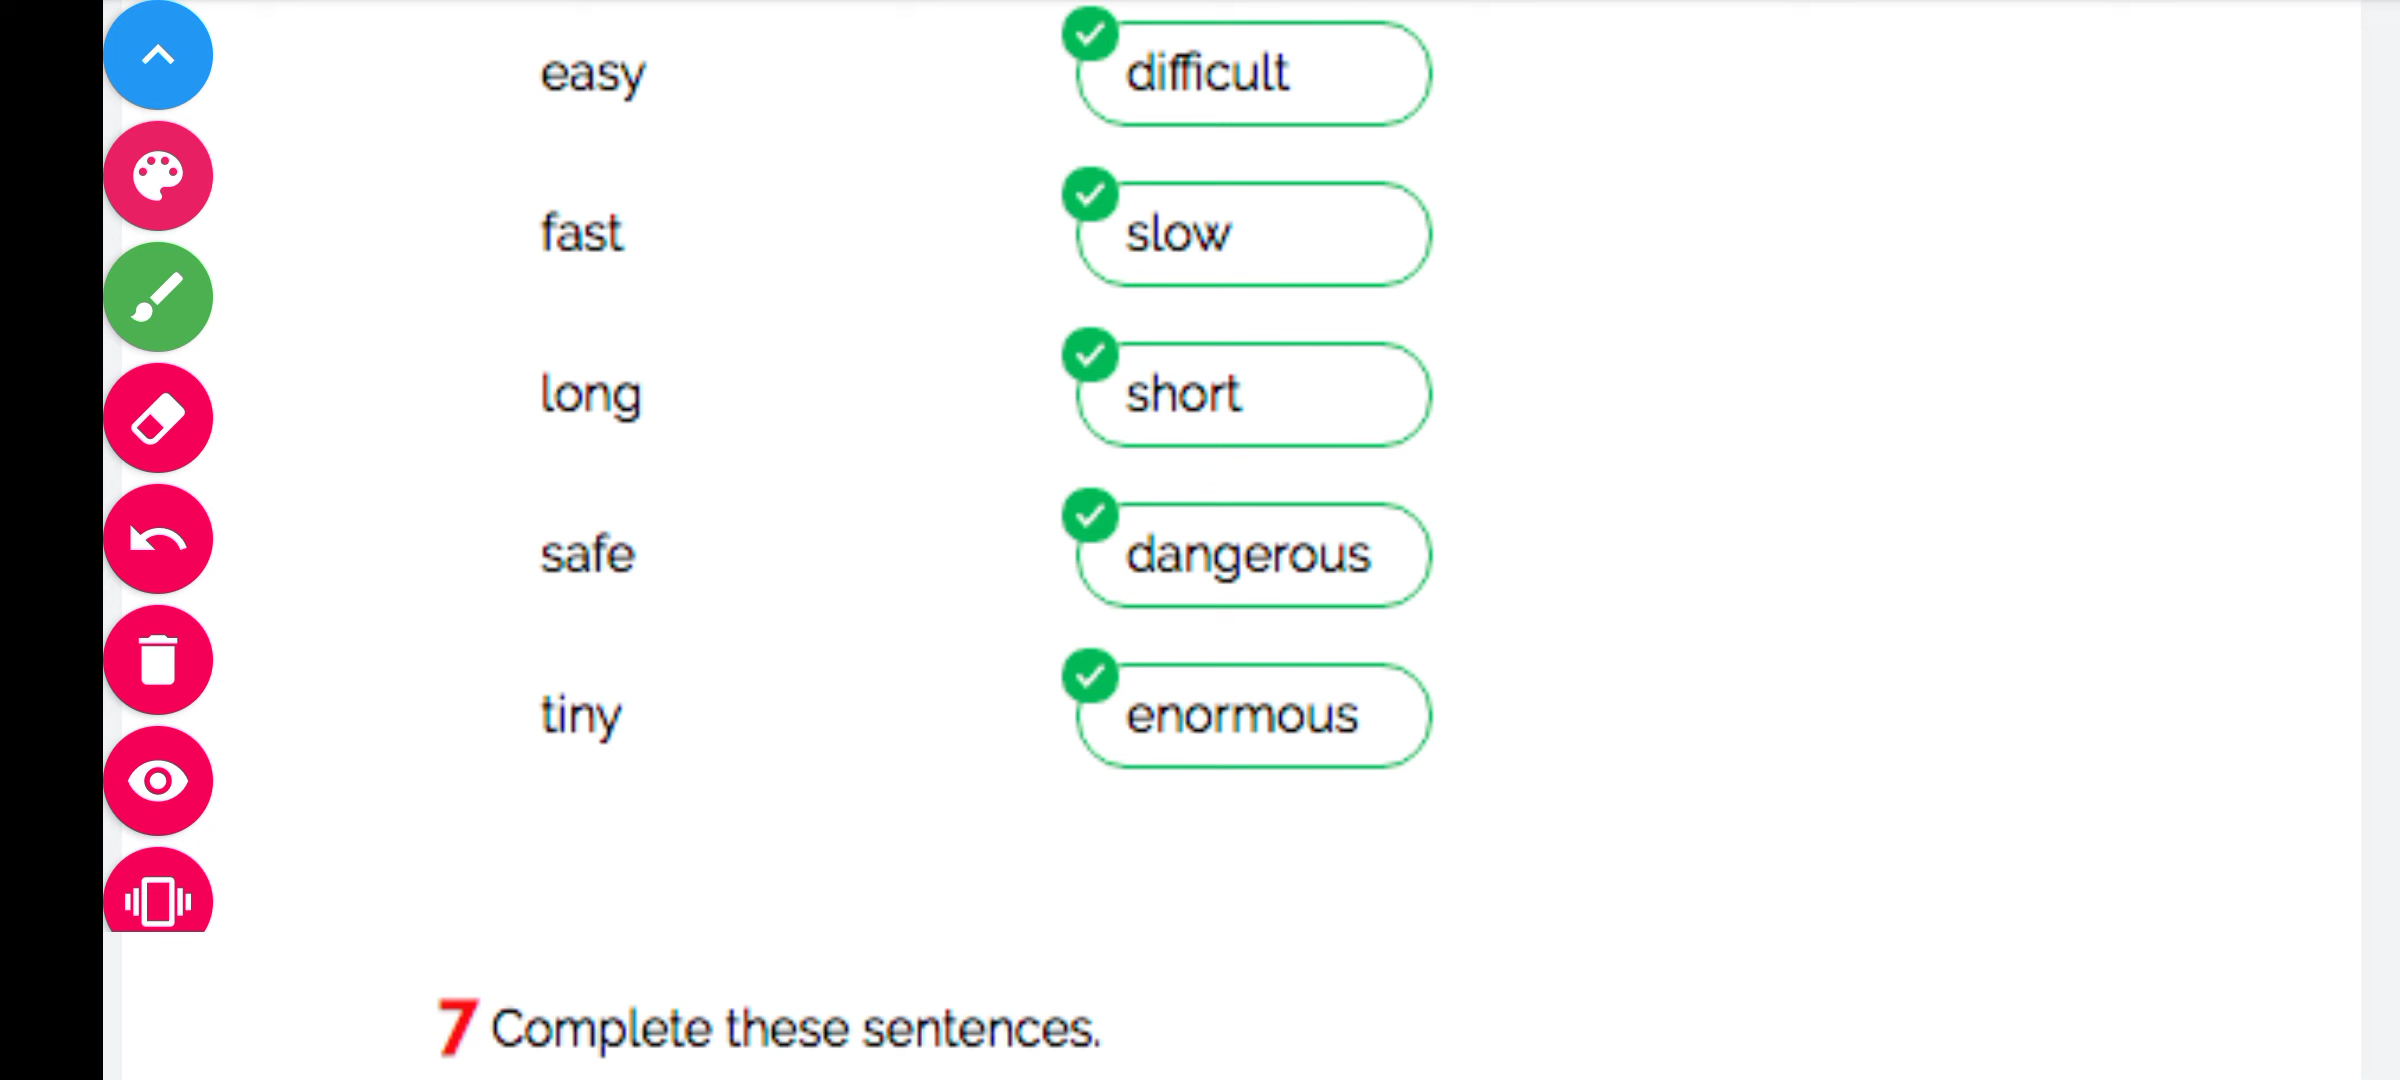 easy difficult
fast slow
long short
safe dangerous
tiny enormous
7 Complete these sentences.